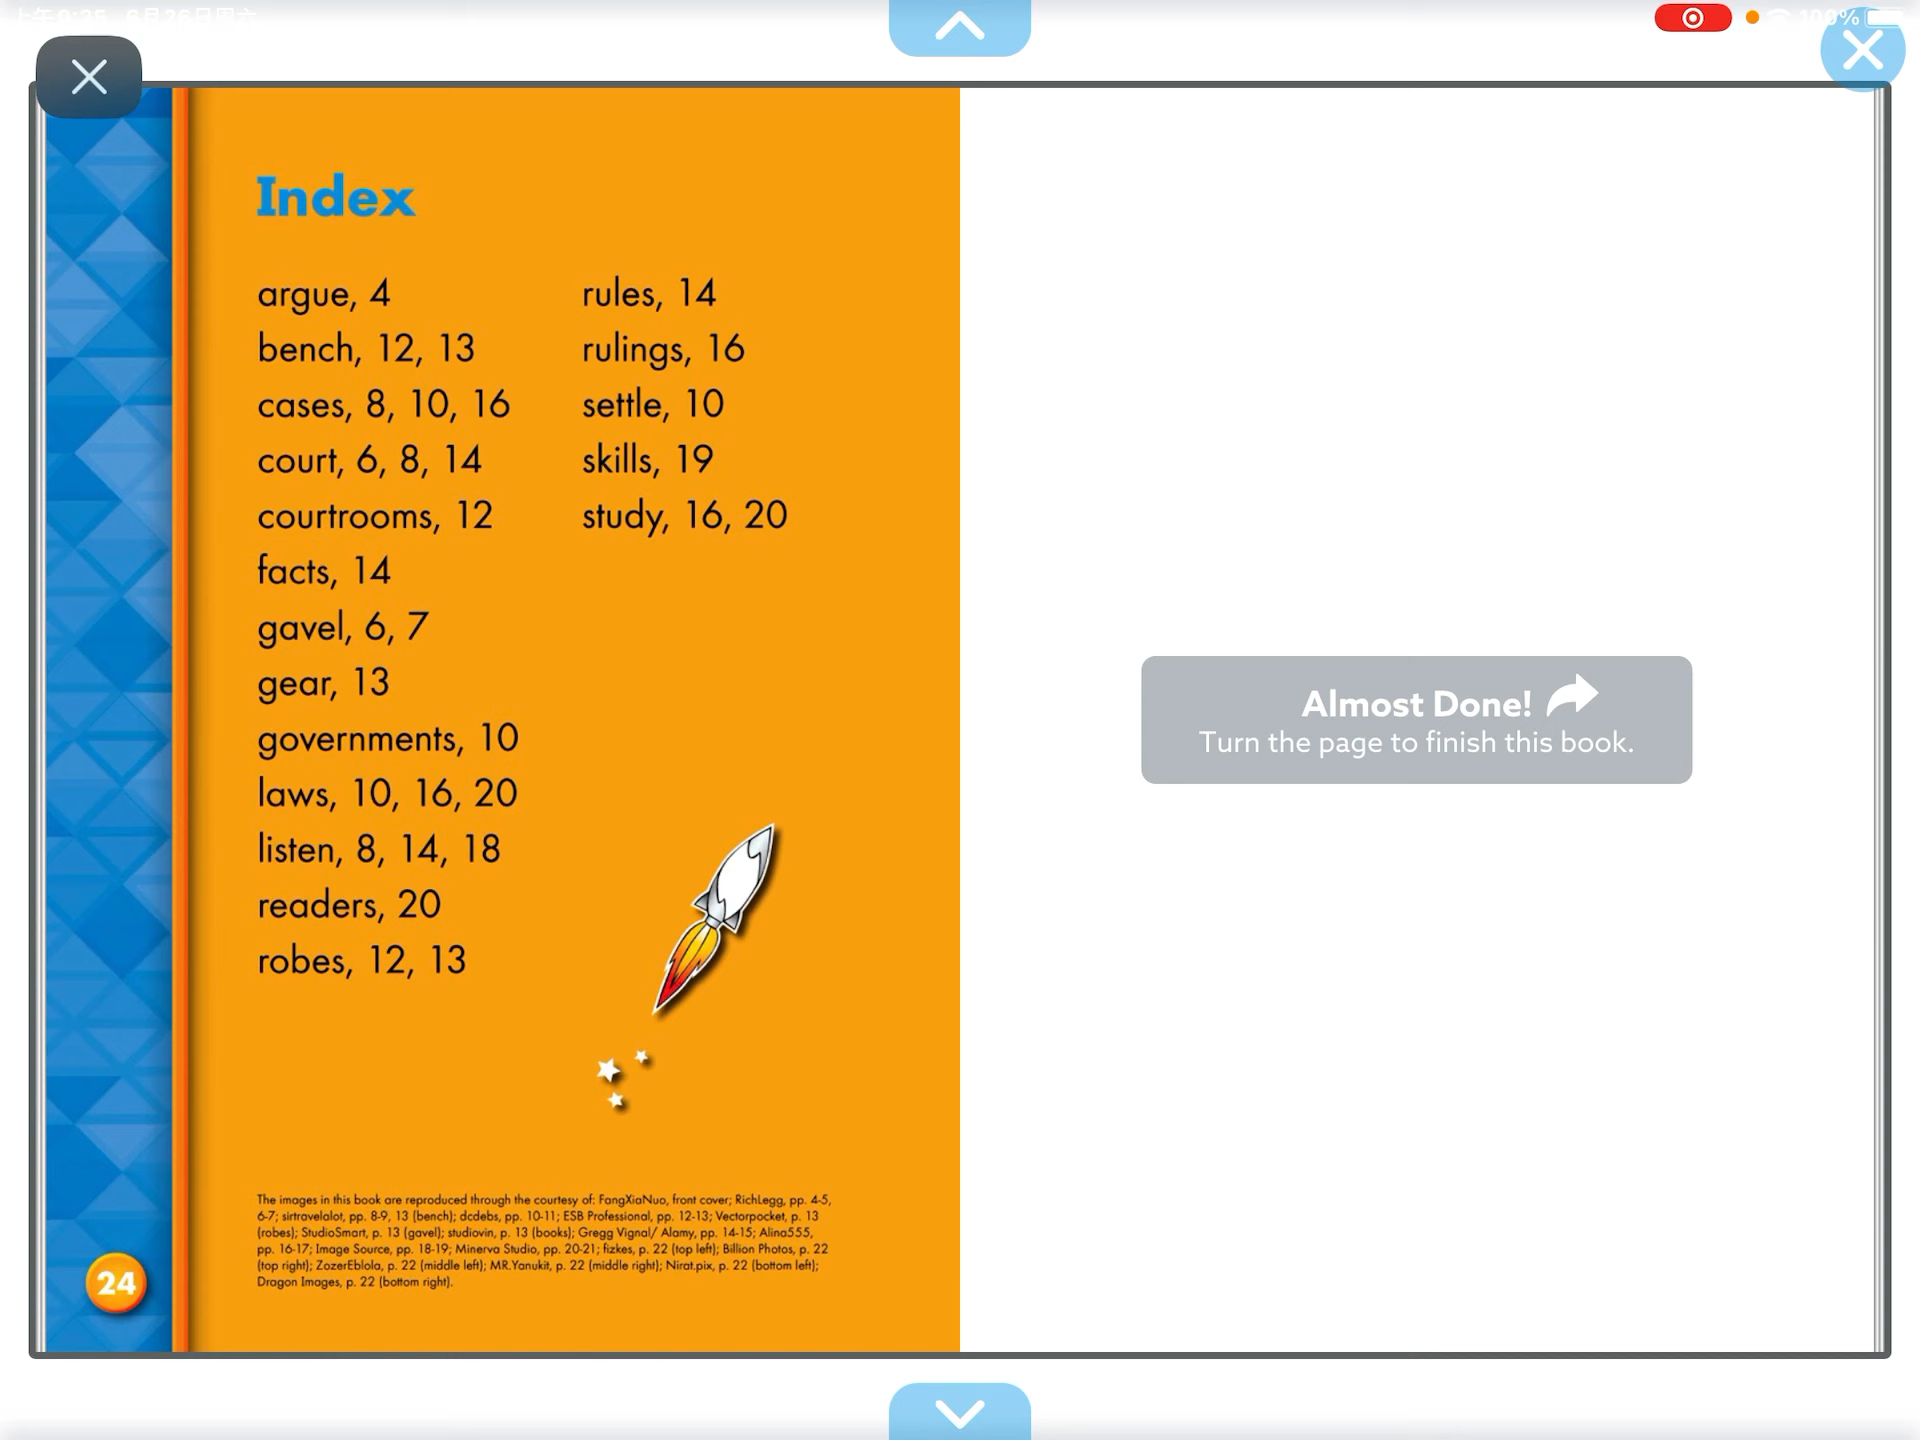 100%
Index
argue, 4
bench, 12, 13
cases, 8, 10, 16
court, 6, 8, 14
courtrooms, 12
facts, 14
gavel, 6, 7
gear, 13
governments, 10
laws, 10, 16, 20
listen, 8, 14, 18
readers, 20
robes, 12, 13
rules, 14
rulings, 16
settle, 10
skills, 19
study, 16, 20
The images in this book are reproduced through the courtesy of: FangXiaNuo, front cover; RichLegg, pp. 4-5,
6-7; sirtravelalot, pp. 8-9, 13 (bench); dcdebs, pp. 10-11; ESB Professional, pp. 12-13; Vectorpocket, p. 13
(robes); StudioSmart, p. 13 (gavel); studiovin, p. 13 (books); Gregg Vignal/ Alamy, pp. 14-15; Alina555,
pp. 16-17; Image Source, pp. 18-19; Minerva Studio, pp. 20-21; fizkes, p. 22 (top left); Billion Photos, p. 22
(top right); ZozerEblola, p. 22 (middle left); MR.Yanukit, p. 22 (middle right); Nirat.pix, p. 22 (bottom left);
Dragon Images, p. 22 (bottom right).
24
Almost Done!
Turn the page to finish this book.